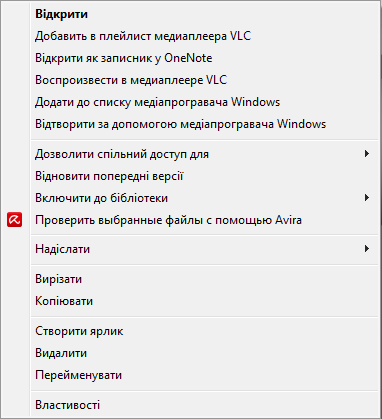 Відкрити
Добавить в плейлист медиаплеера VLC
Відкрити як записник у OneNote
Воспроизвести в медиаплеере VLC
Додати до списку медіапрогравача Windows
Відтворити за допомогою медіапрогравача Windows
Дозволити спільний доступ для
Відновити попередні версії
Включити до бібліотеки
Проверить выбранные файлы с помощью Avira
Надіслати
Вирізати
Копіювати
Створити ярлик
Видалити
Перейменувати
Властивості